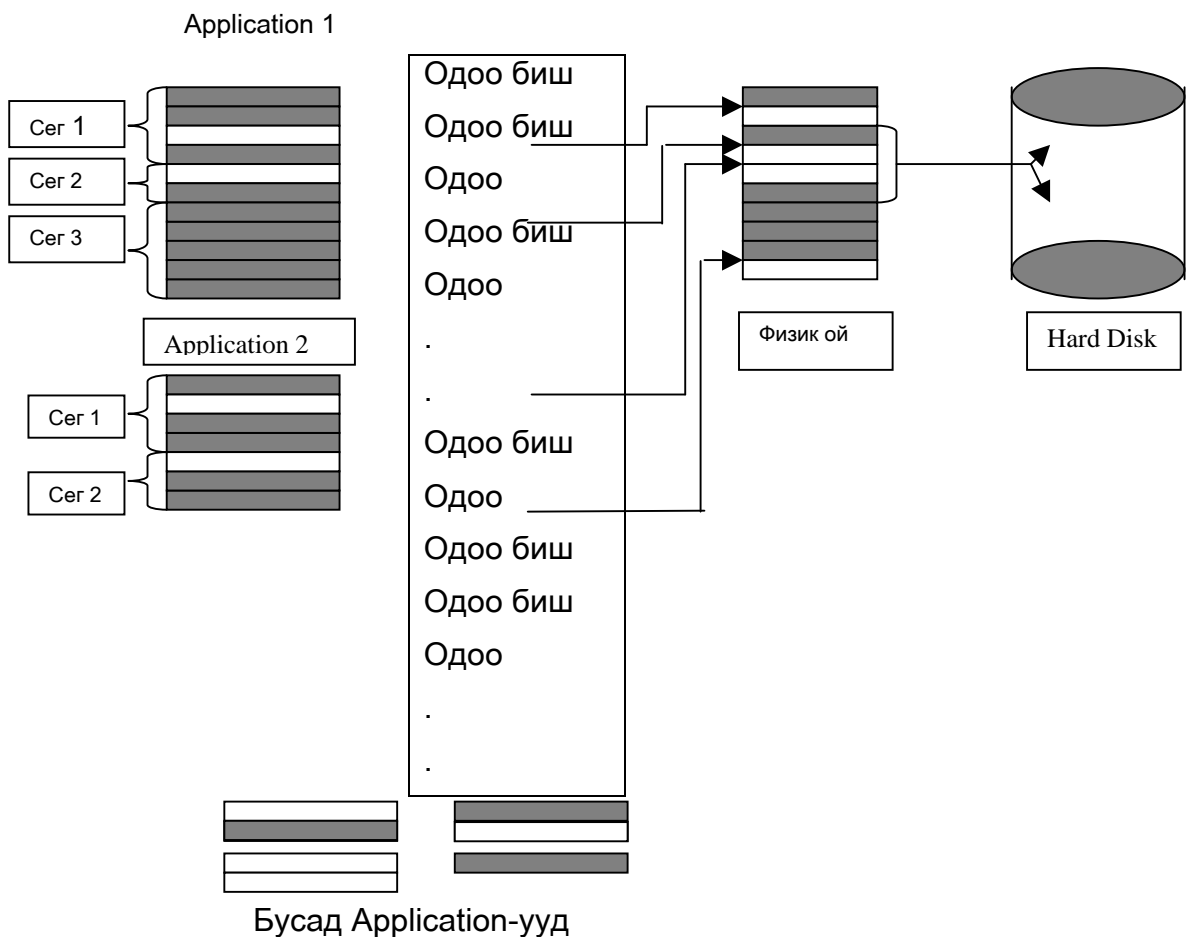 Application 1
Сег 1
Сег 2
Сег 3
Application 2
Сег 1
Сег 2
Одоо биш
Одоо биш
Одоо
Одоо биш
Одоо
.
.
Одоо биш
Одоо
Одоо биш
Одоо биш
Одоо
.
.
Физик ой
Hard Disk
Бусад Application-ууд